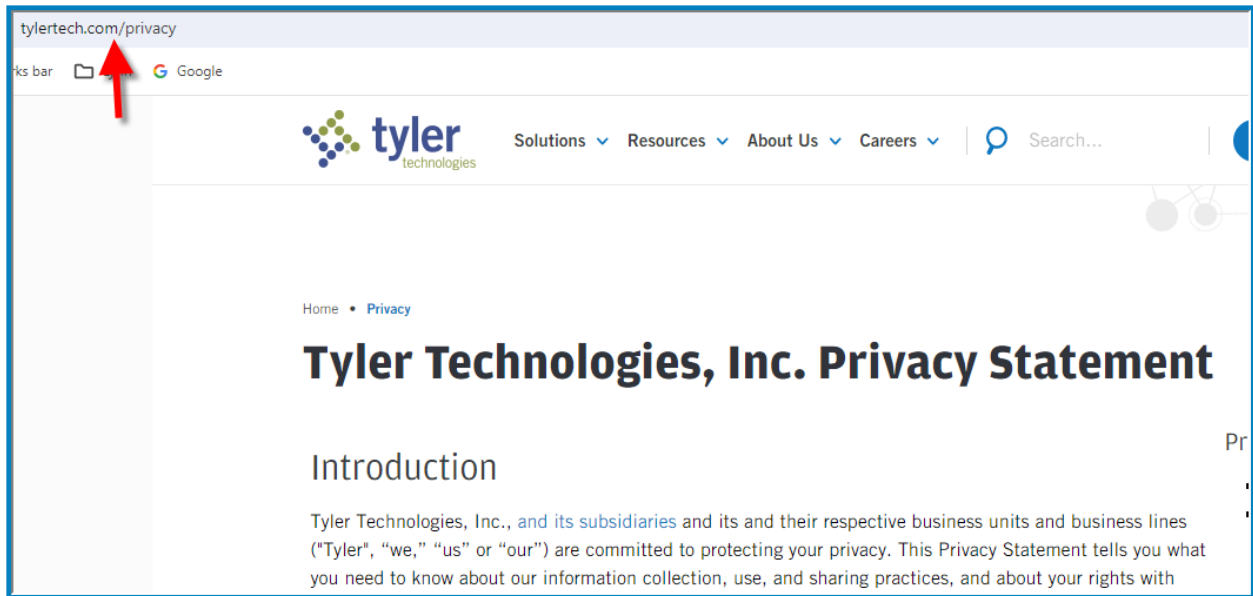 tylertech.com/privacy
ks bar
Google
tyler
technologies
Solutions Resources About Us Careers Search...
Home • Privacy
Tyler Technologies, Inc. Privacy Statement
Pr
Introduction
Tyler Technologies, Inc., and its subsidiaries and its and their respective business units and business lines
("Tyler", “we,” “us” or “our”) are committed to protecting your privacy. This Privacy Statement tells you what
you need to know about our information collection, use, and sharing practices, and about your rights with